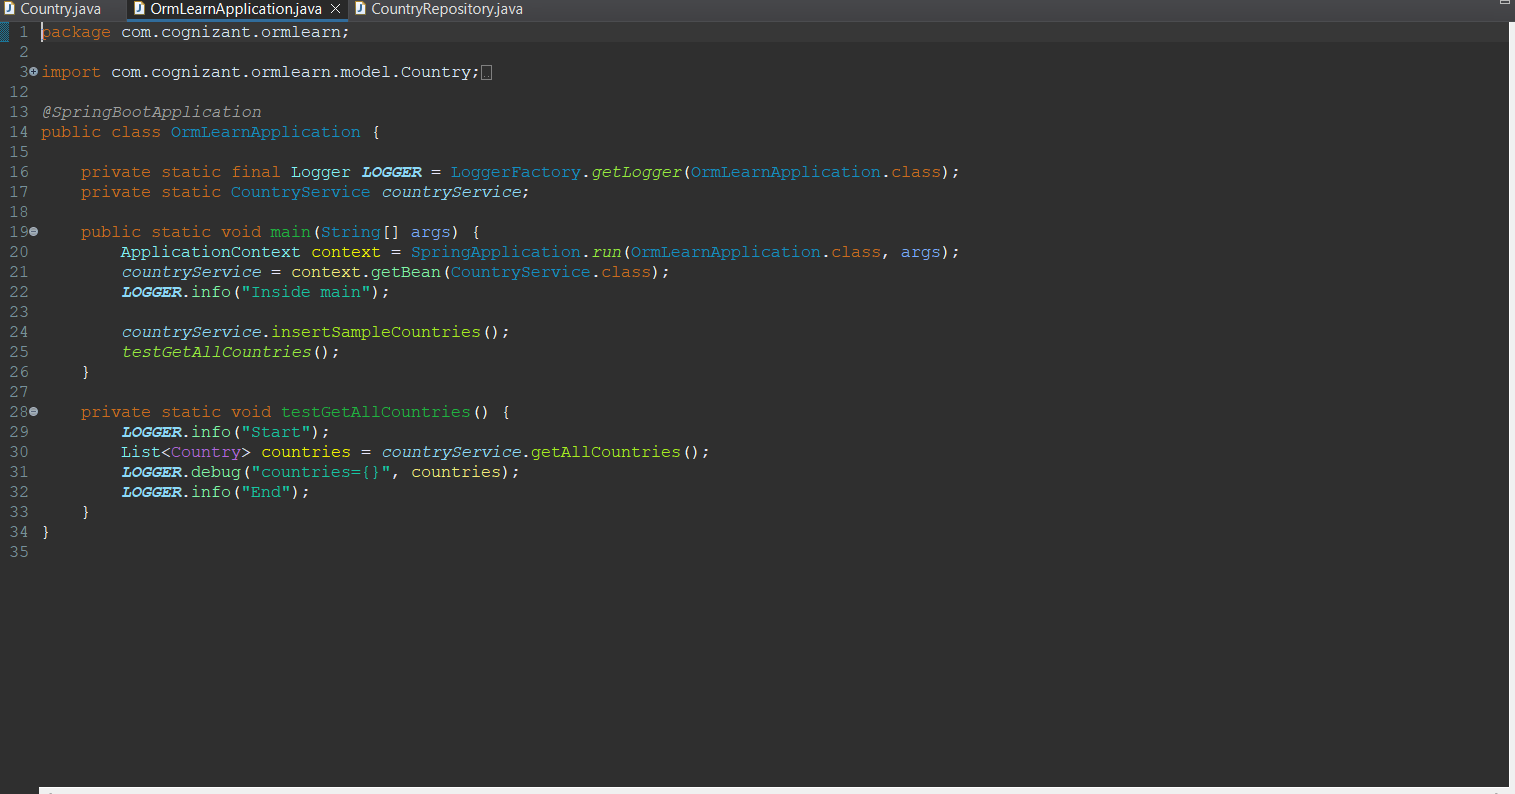 Country.java OrmLearnApplication.java CountryRepository.java
1 package com.cognizant.ormlearn;
2
3 import com.cognizant.ormlearn.model.Country;
12
13 @SpringBootApplication
14 public class OrmLearnApplication {
15
16 private static final Logger LOGGER = LoggerFactory.getLogger(OrmLearnApplication.class);
17 private static CountryService countryService;
18
19 public static void main(String[] args) {
20 ApplicationContext context = SpringApplication.run(OrmLearnApplication.class, args);
21 countryService = context.getBean(CountryService.class);
22 LOGGER.info("Inside main");
23
24 countryService.insertSampleCountries();
25 testGetAllCountries();
26 }
27
28 private static void testGetAllCountries() {
29 LOGGER.info("Start");
30 List<Country> countries = countryService.getAllCountries();
31 LOGGER.debug("countries={}", countries);
32 LOGGER.info("End");
33 }
34 }
35